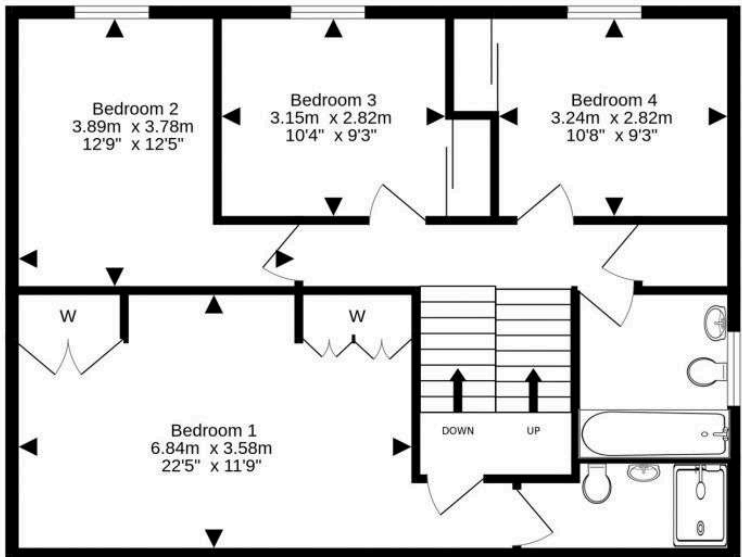 Bedroom 2
3.89m x 3.78m
12'9" x 12'5"
Bedroom 3
3.15m x 2.82m
10'4" x 9'3"
Bedroom 4
3.24m x 2.82m
10'8" x 9'3"
W
W
Bedroom 1
6.84m x 3.58m
22'5" x 11'9"
DOWN
UP